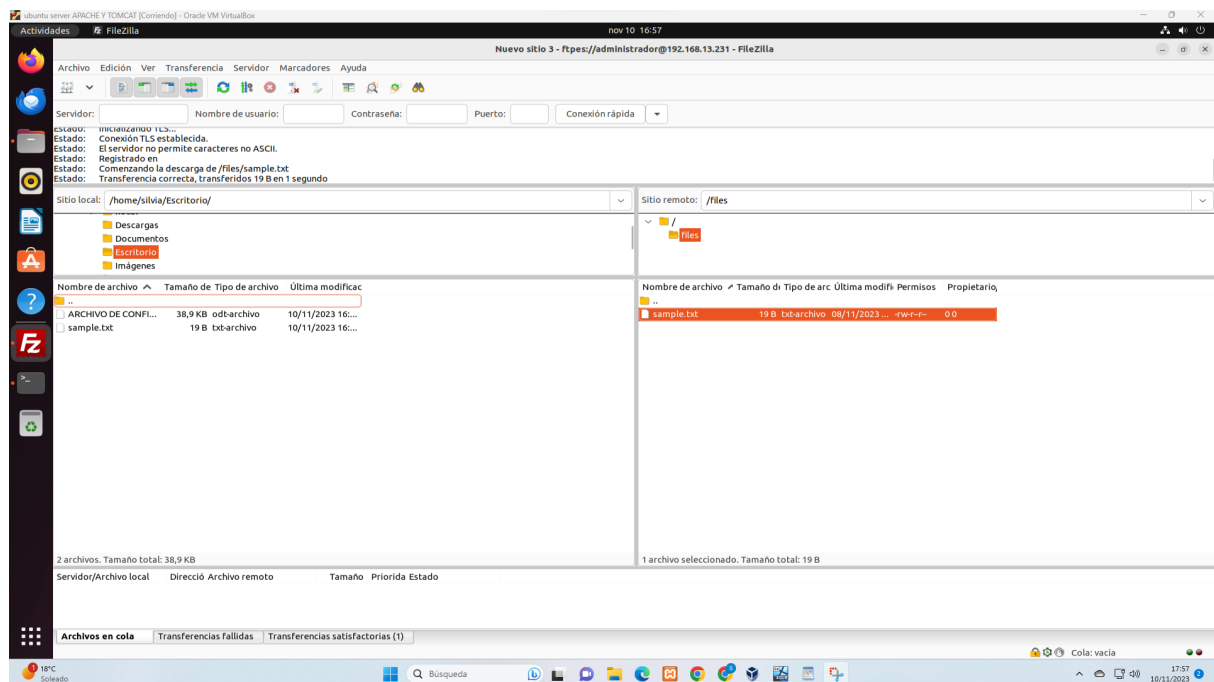 ubuntu server APACHE Y TOMCAT [Corriendo] - Oracle VM VirtualBox
Actividades FileZilla nov 10 16:57
Nuevo sitio 3 - ftpes://administrador@192.168.13.231 - FileZilla
Archivo Edición Ver Transferencia Servidor Marcadores Ayuda
Servidor: Nombre de usuario: Contraseña: Puerto: Conexión rápida
Estado: Inicializando TLS...
Estado: Conexión TLS establecida.
Estado: El servidor no permite caracteres no ASCII.
Estado: Registrado en
Estado: Comenzando la descarga de /files/sample.txt
Estado: Transferencia correcta, transferidos 19 B en 1 segundo
Sitio local: /home/silvia/Escritorio/ Sitio remoto: /files
Descargas
Documentos
Escritorio
Imágenes
/
files
Nombre de archivo Tamaño de Tipo de archivo Última modificac
..
ARCHIVO DE CONFI... 38,9 KB odt-archivo 10/11/2023 16:...
sample.txt 19 B txt-archivo 10/11/2023 16:...
2 archivos. Tamaño total: 38,9 KB
Nombre de archivo Tamaño de Tipo de arc Última modifi Permisos Propietario,
..
sample.txt 19 B txt-archivo 08/11/2023 ... -rw-r--r-- 0 0
1 archivo seleccionado. Tamaño total: 19 B
Servidor/Archivo local Direcció Archivo remoto Tamaño Priorida Estado
Archivos en cola Transferencias fallidas Transferencias satisfactorias (1)
Cola: vacía
1 18°C
Soleado
Búsqueda
17:57
10/11/2023 2